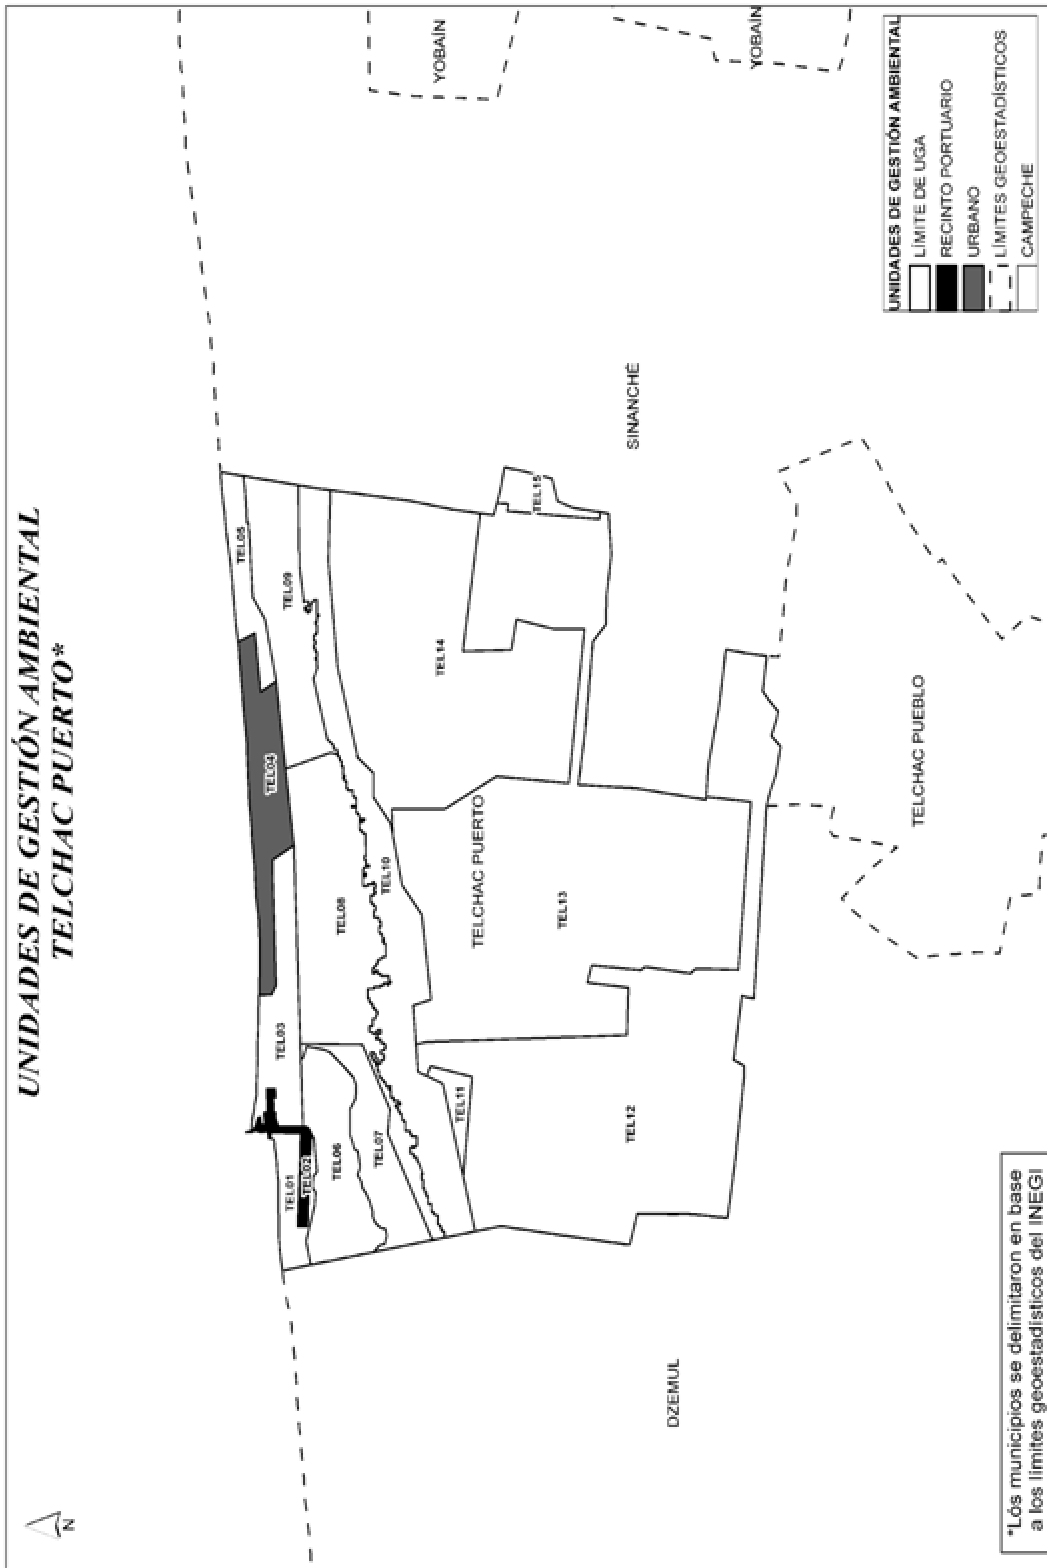 UNIDADES DE GESTIÓN AMBIENTAL
TELCHAC PUERTO*
N
YOBAÍN
YOBAÍN
TEL05
TEL09
TEL04
TEL03
TEL01
TEL02
TEL06
TEL07
TEL08
TEL10
TEL11
TEL12
TEL13
TEL14
TEL15
TELCHAC PUERTO
SINANCHÉ
DZEMUL
TELCHAC PUEBLO
UNIDADES DE GESTIÓN AMBIENTAL
LÍMITE DE UGA
RECINTO PORTUARIO
URBANO
LÍMITES GEOESTADÍSTICOS
CAMPECHE
*Lós municipios se delimitaron en base
a los limites geoestadísticos del INEGI